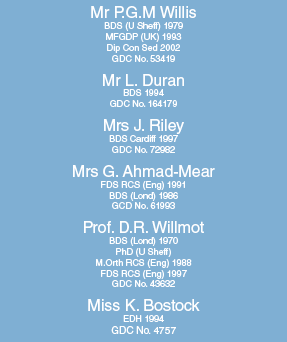 Mr P.G.M Willis
BDS (U Sheff) 1979
MFGDP (UK) 1993
Dip Con Sed 2002
GDC No. 53419
Mr L. Duran
BDS 1994
GDC No. 164179
Mrs J. Riley
BDS Cardiff 1997
GDC No. 72982
Mrs G. Ahmad-Mear
FDS RCS (Eng) 1991
BDS (Lond) 1986
GCD No. 61993
Prof. D.R. Willmot
BDS (Lond) 1970
PhD (U Sheff)
M.Orth RCS (Eng) 1988
FDS RCS (Eng) 1997
GDC No. 43632
Miss K. Bostock
EDH 1994
GDC No. 4757